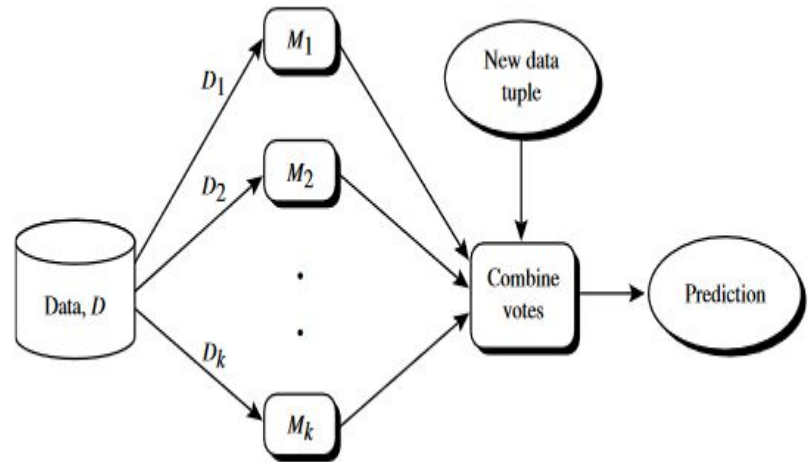 M1
New data
tuple
D1
M2
D2
Data, D
Combine
votes
Prediction
.
.
Dk
Mk